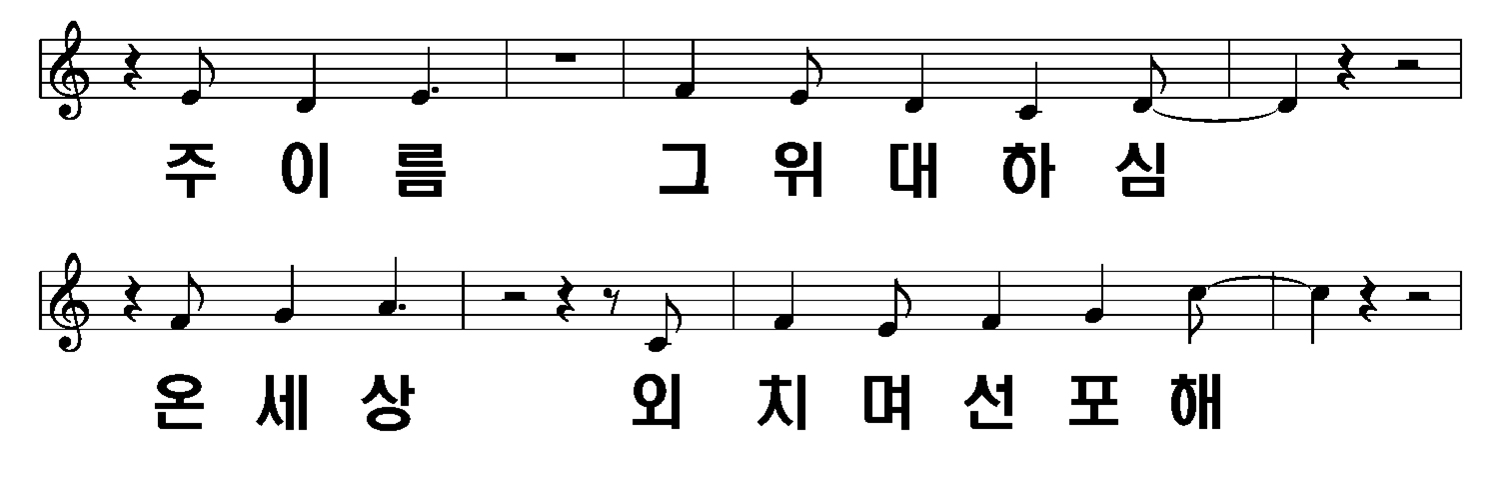 주 이 름 그 위 대 하 심
온 세 상 외 치 며 선 포 해